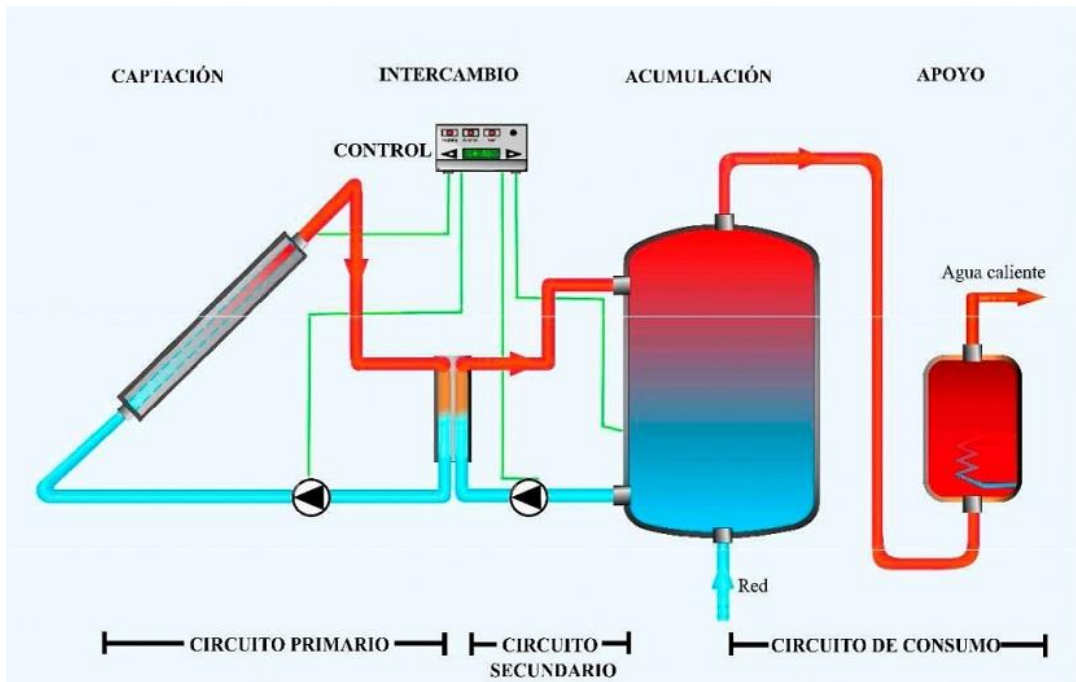 CAPTACIÓN
INTERCAMBIO
ACUMULACIÓN
APOYO
CONTROL
Agua caliente
Red
CIRCUITO PRIMARIO
CIRCUITO
SECUNDARIO
CIRCUITO DE CONSUMO